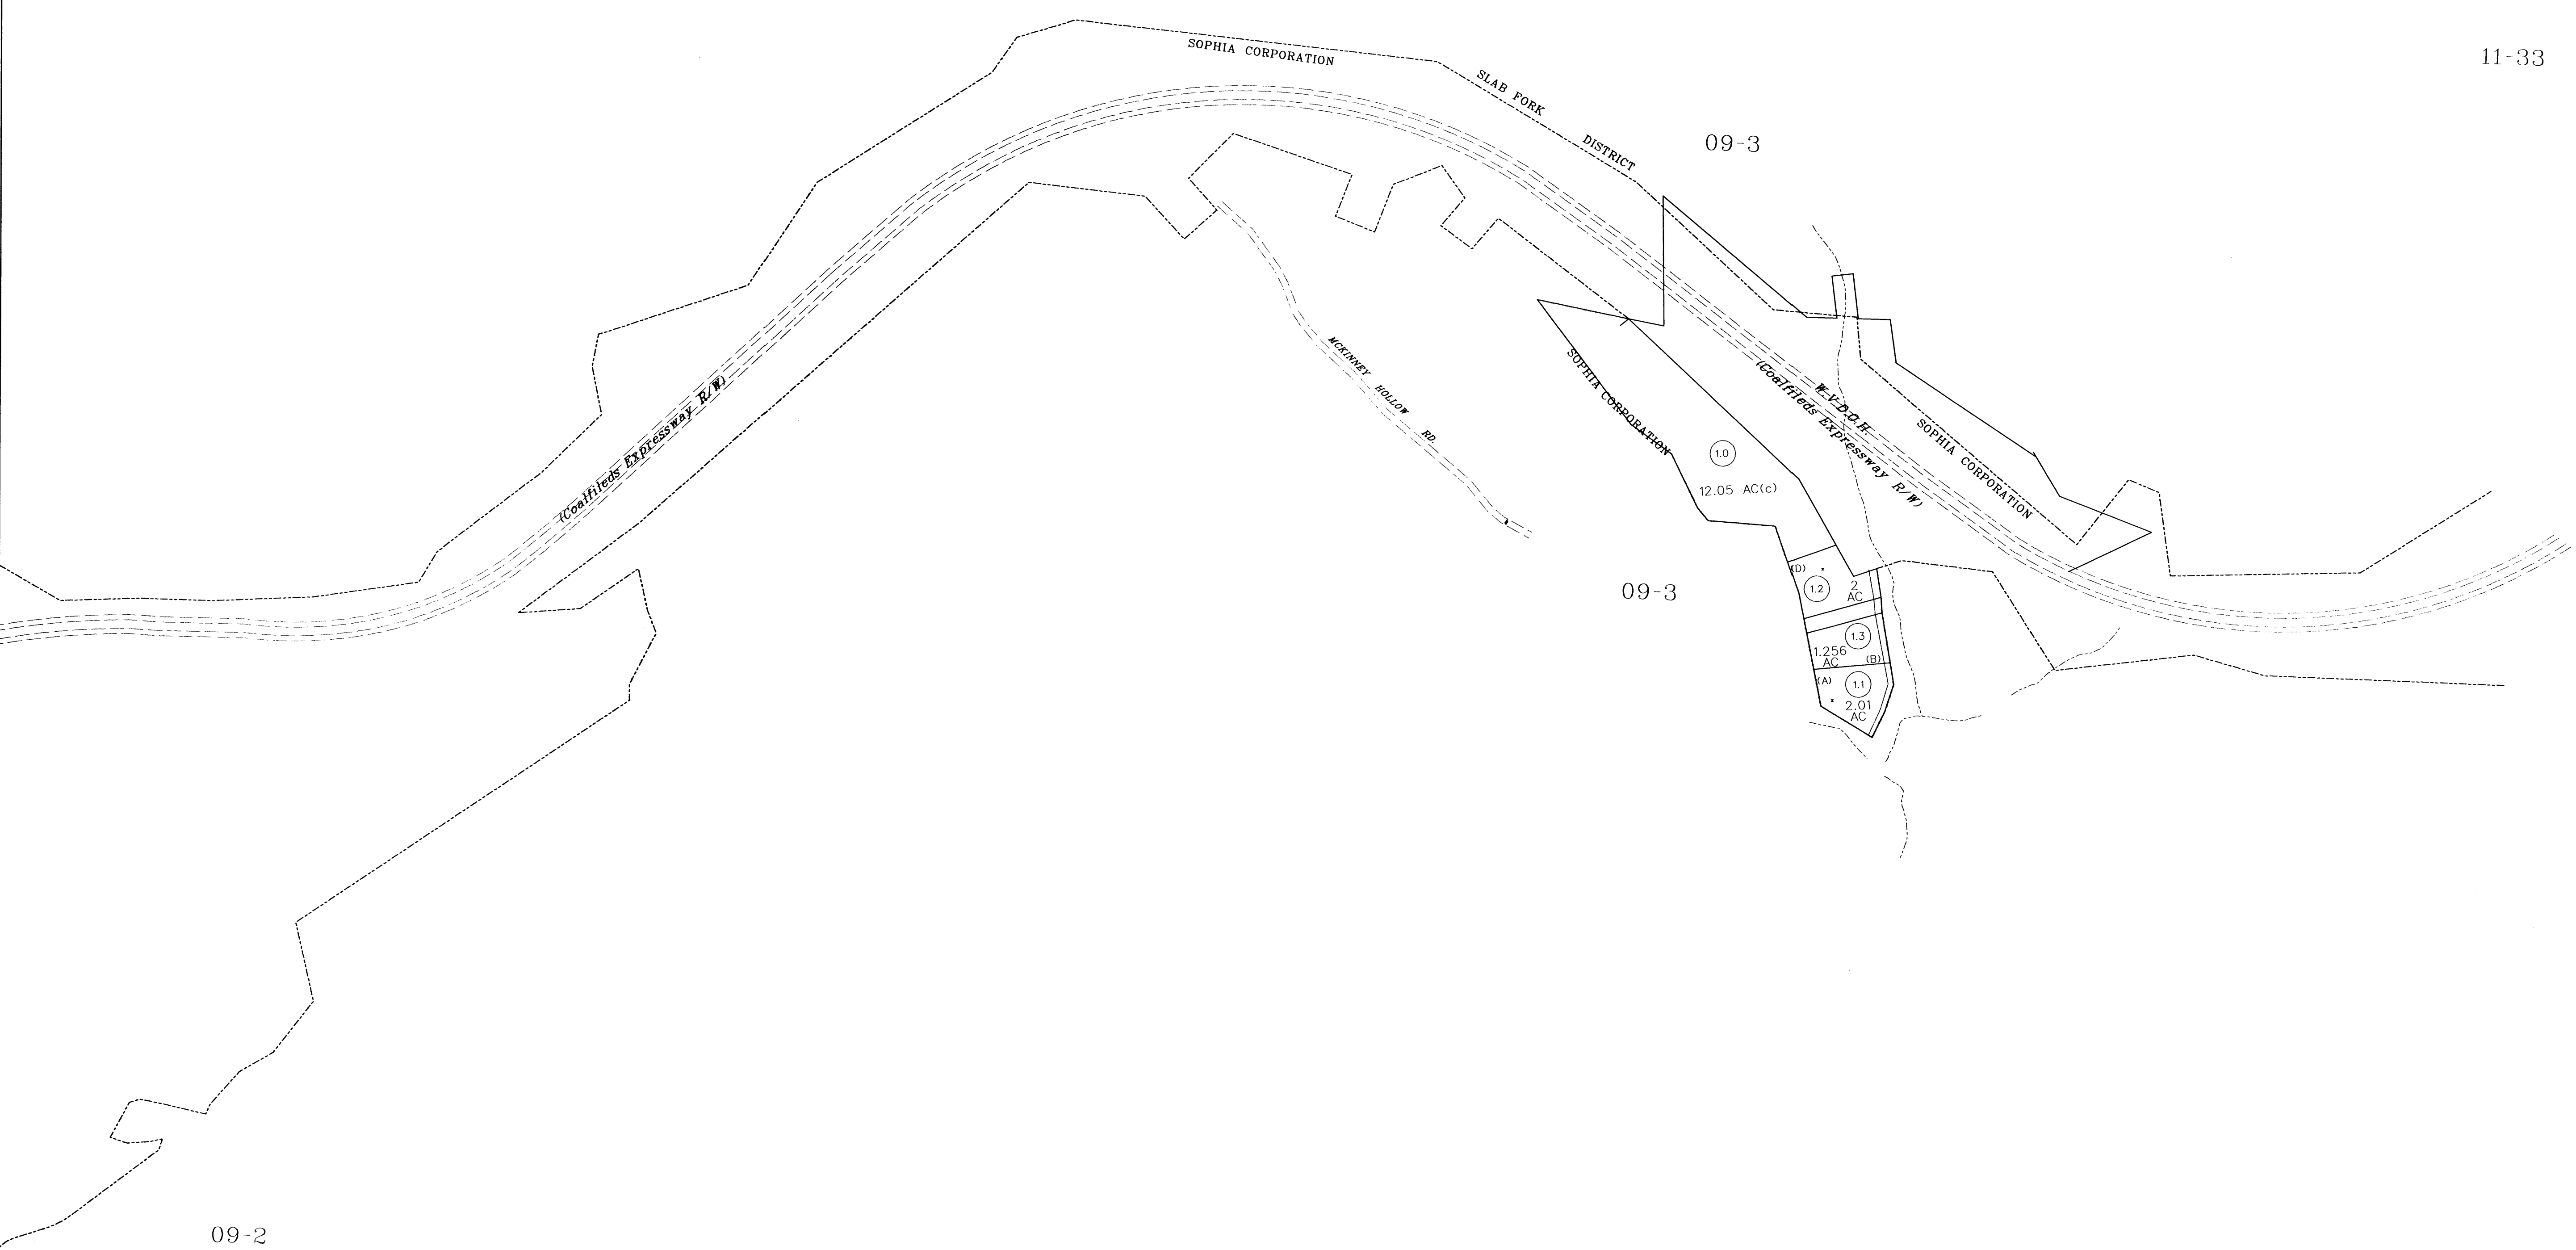 SOPHIA CORPORATION
11-33
SLAB FORK DISTRICT
09-3
(Coalfileds Expressway R/W)
MCKINNEY HOLLOW RD.
SOPHIA CORPORATION
W.V.D.O.H.
(Coalfileds Expressway R/W)
SOPHIA CORPORATION
1.0
12.05 AC(c)
09-3
(D)
1.2
2
AC
1.3
1.256
AC
(B)
(A)
1.1
2.01
AC
09-2